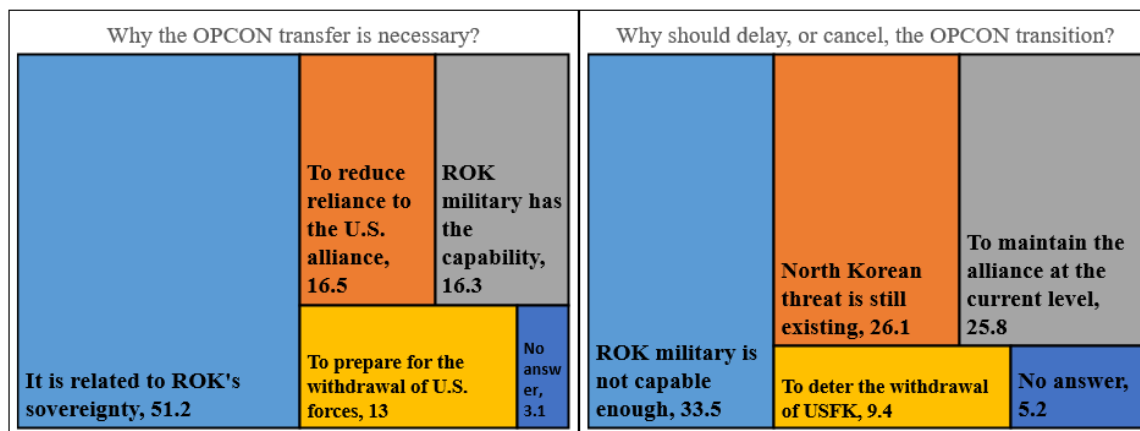 Why the OPCON transfer is necessary?
It is related to ROK's
sovereignty, 51.2
To reduce
reliance to
the U.S.
alliance,
16.5
ROK
military has
the
capability,
16.3
To prepare for the
withdrawal of U.S.
forces, 13
No
answ
er,
3.1
Why should delay, or cancel, the OPCON transition?
ROK military is
not capable
enough, 33.5
North Korean
threat is still
existing, 26.1
To maintain the
alliance at the
current level,
25.8
To deter the withdrawal
of USFK, 9.4
No answer,
5.2